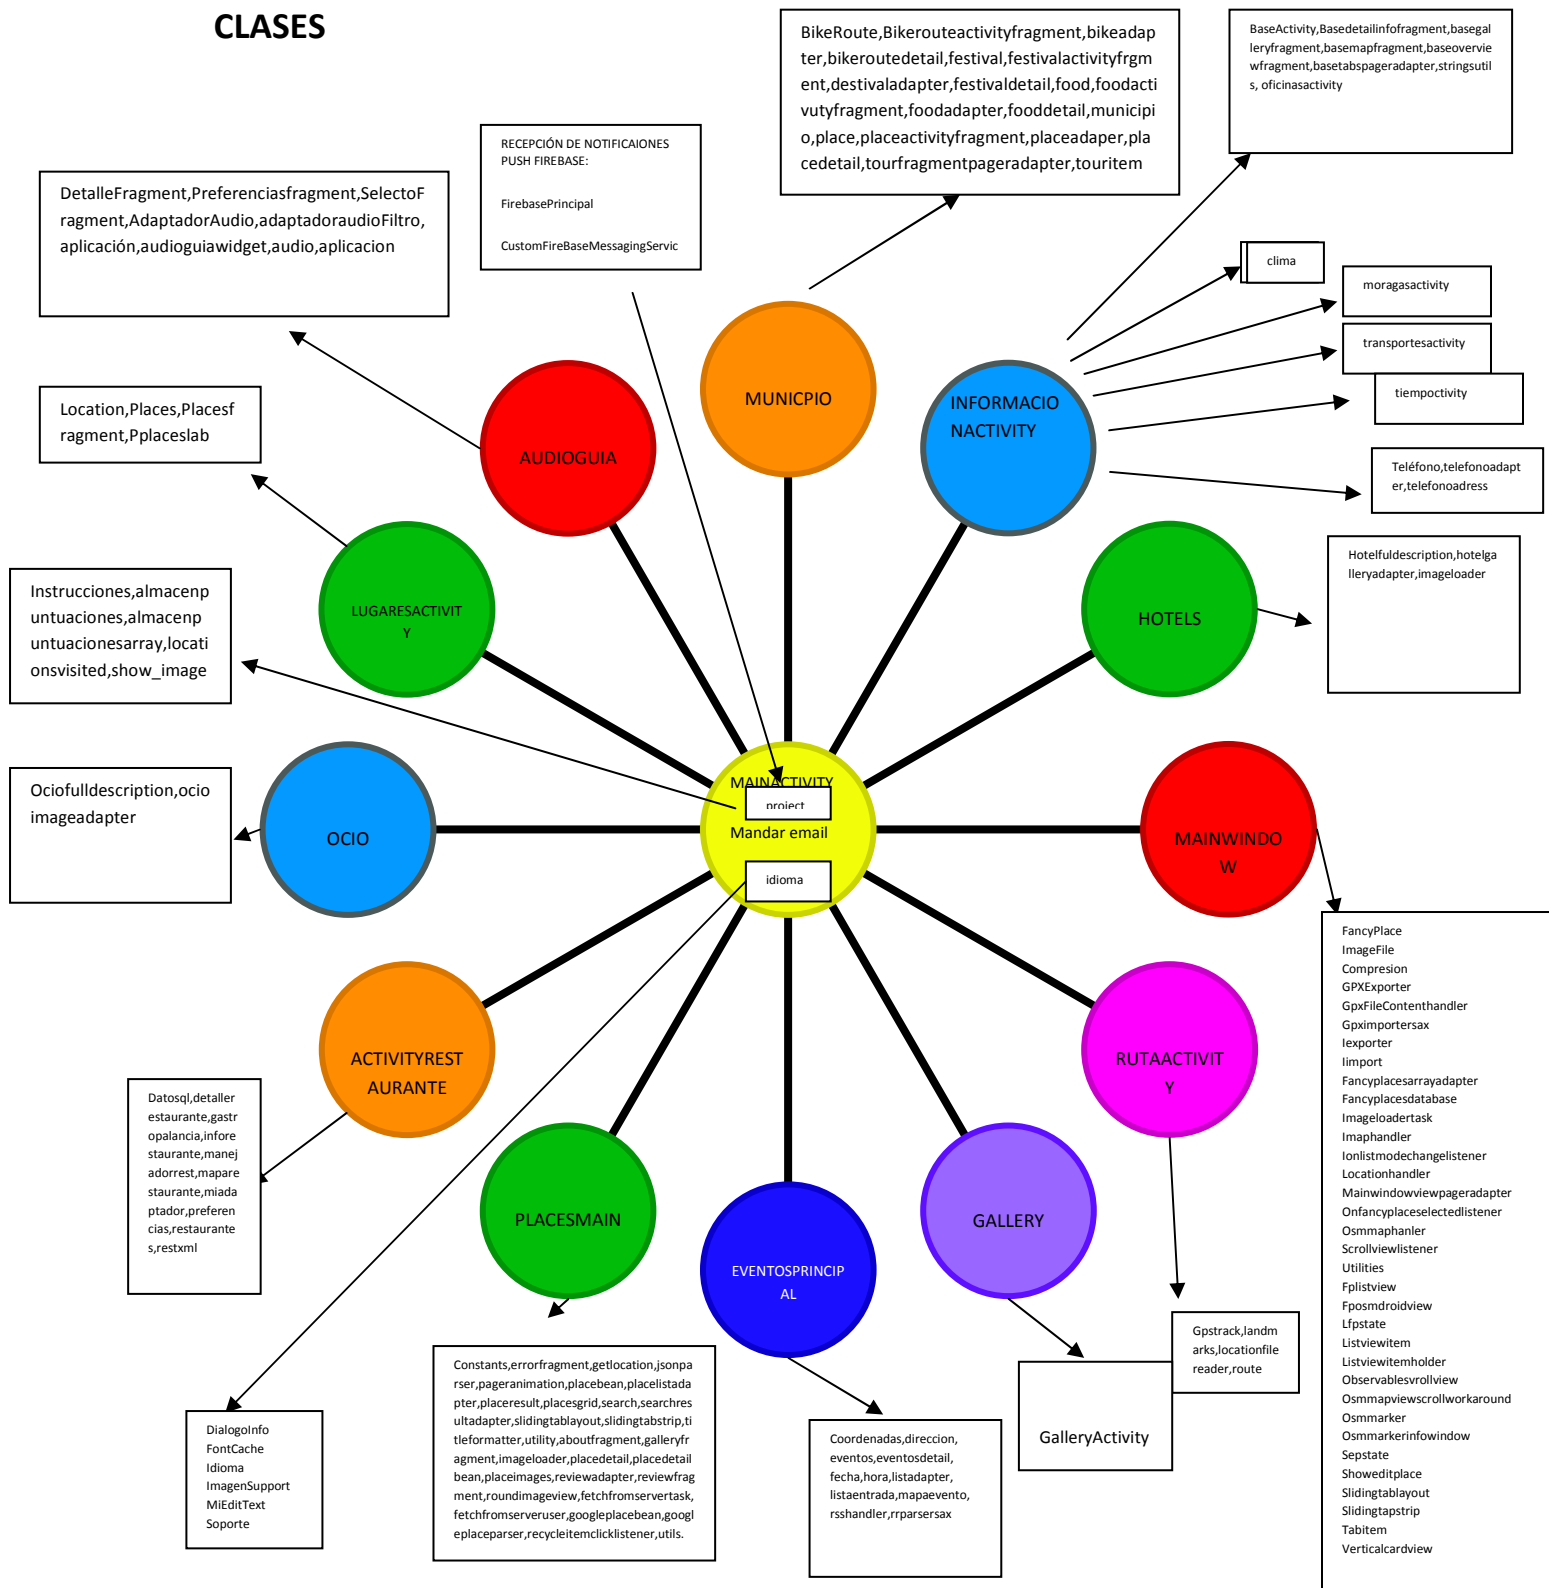 CLASES
BikeRoute,Bikerouteactivityfragment,bikeadap
ter,bikeroutedetail,festival,festivalactivityfrgm
ent,destivaladapter,festivaldetail,food,foodacti
vutyfragment,foodadapter,fooddetail,municipi
o,place,placeactivityfragment,placeadaper,pla
cedetail,tourfragmentpageradapter,touritem
BaseActivity,Basedetailinfofragment,basegal
leryfragment,basemapfragment,baseovervie
wfragment,basetabspageradapter,stringsutil
s, oficinasactivity
RECEPCIÓN DE NOTIFICAIONES
PUSH FIREBASE:
FirebasePrincipal
CustomFireBaseMessagingServic
DetalleFragment,Preferenciasfragment,SelectoF
ragment,AdaptadorAudio,adaptadoraudioFiltro,
aplicación,audioguiawidget,audio,aplicacion
clima
moragasactivity
transportesactivity
tiempoctivity
Location,Places,Placesf
ragment,Pplaceslab
MUNICPIO
INFORMACIO
NACTIVITY
AUDIOGUIA
Teléfono,telefonoadapt
er,telefonoadress
Hotelfuldescription,hotelga
lleryadapter,imageloader
Instrucciones,almacenp
untuaciones,almacenp
untuacionesarray,locati
onsvisited,show_image
LUGARESACTIVIT
Y
HOTELS
Ociofulldescription,ocio
imageadapter
OCIO
MAINACTIVITY
project
Mandar email
idioma
MAINWINDO
W
FancyPlace
ImageFile
Compresion
GPXExporter
GpxFileContenthandler
Gpximportersax
Iexporter
Iimport
Fancyplacesarrayadapter
Fancyplacesdatabase
Imageloadertask
Imaphandler
Ionlistmodechangelistener
Locationhandler
Mainwindowviewpageradapter
Onfancyplaceselectedlistener
Osmmaphanler
Scrollviewlistener
Utilities
Fplistview
Fposmdroidview
Lfpstate
Listviewitem
Listviewitemholder
Observablesvrollview
Osmmapviewscrollworkaround
Osmmarker
Osmmarkerinfowindow
Sepstate
Showeditplace
Slidingtablayout
Slidingtapstrip
Tabitem
Verticalcardview
ACTIVITYREST
AURANTE
RUTAACTIVIT
Y
Datosql,detaller
estaurante,gastr
opalancia,infore
staurante,manej
adorrest,mapare
staurante,miada
ptador,preferen
cias,restaurante
s,restxml
PLACESMAIN
EVENTOSPRINCIP
AL
GALLERY
Gpstrack,landm
arks,locationfile
reader,route
GalleryActivity
Constants,errorfragment,getlocation,jsonpa
rser,pageranimation,placebean,placelistada
pter,placeresult,placesgrid,search,searchres
ultadapter,slidingtablayout,slidingtabstrip,ti
tleformatter,utility,aboutfragment,galleryfr
agment,imageloader,placedetail,placedetail
bean,placeimages,reviewadapter,reviewfrag
ment,roundimageview,fetchfromservertask,
fetchfromserveruser,googleplacebean,googl
eplaceparser,recycleitemclicklistener,utils.
Coordenadas,direccion,
eventos,eventosdetail,
fecha,hora,listadapter,
listaentrada,mapaevento,
rsshandler,rrparsersax
DialogoInfo
FontCache
Idioma
ImagenSupport
MiEditText
Soporte